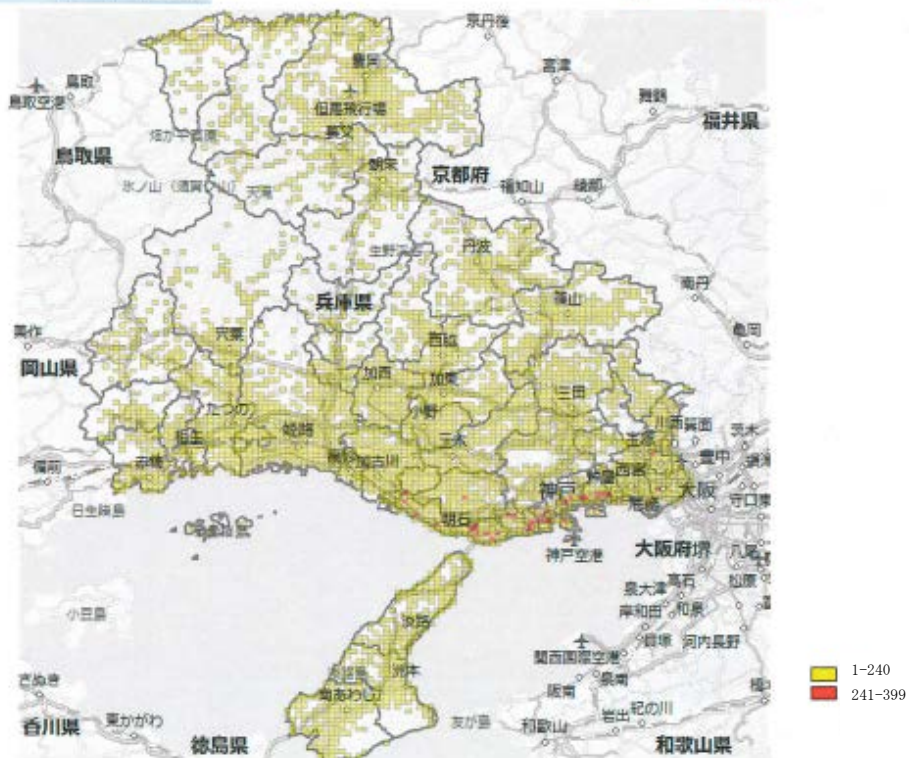 京丹後
豊岡
宮津
鳥取
鳥取空港
舞鶴
但馬飛行場
福井県
養父
鳥取県
朝来
京都府
福知山
綾部
丹波
南丹
兵庫県
篠山
亀岡
美作
宍粟
西脇
岡山県
加西
加東
三田
たつの
小野
川西
箕面
茨木
相生
姫路
三木
宝塚
豊中
赤穂
加古川
西宮
備前
芦屋
神戸
大阪
守口
明石
尼崎
日生諸島
神戸空港
大阪府
堺
八尾
高石
松原
泉大津
小豆島
岸和田
和泉
淡路
貝塚
河内長野
関西国際空港
洲本
さぬき
阪南
泉南
南あわじ
1-240
241-399
香川県
東かがわ
友が島
岩出
紀の川
徳島県
和歌山
和歌山県